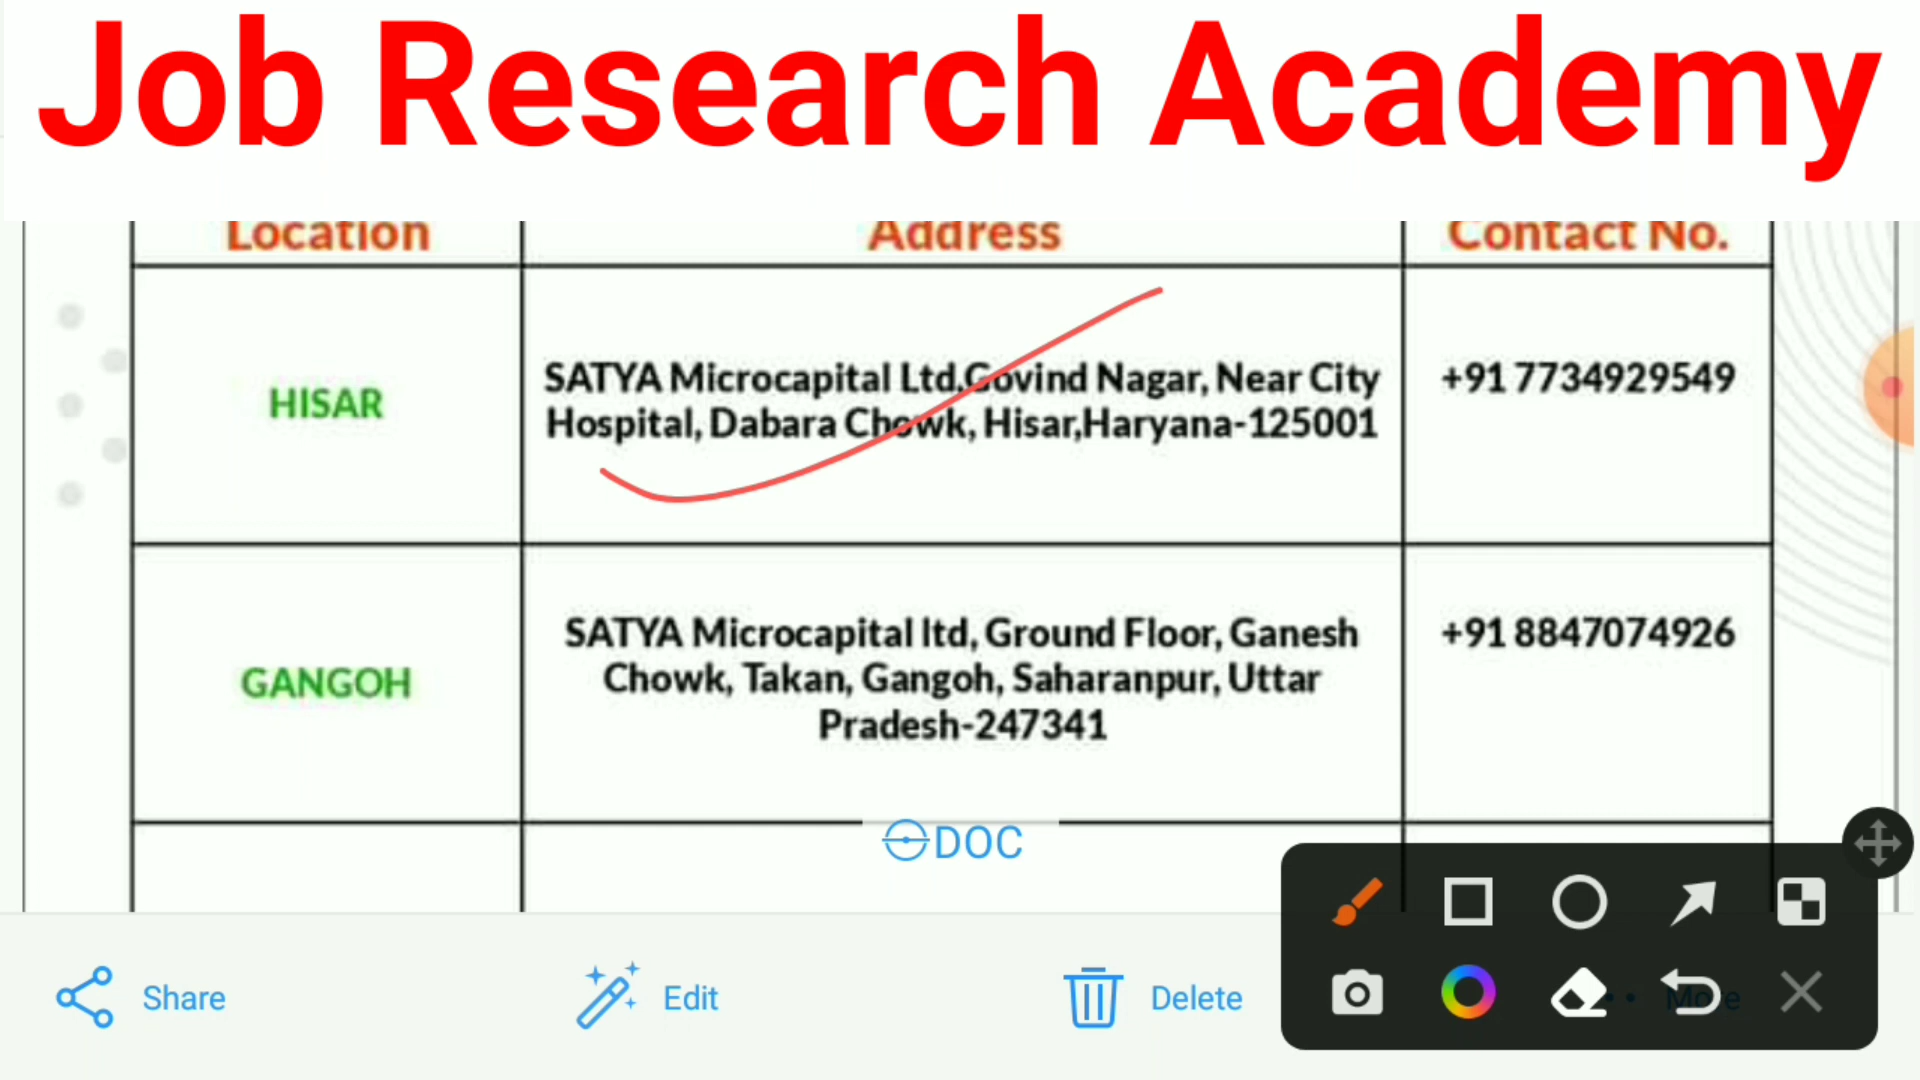 Job Research Academy
Location Address Contact No.
HISAR
SATYA Microcapital Ltd,Govind Nagar, Near City
Hospital, Dabara Chowk, Hisar,Haryana-125001
+91 7734929549
GANGOH
SATYA Microcapital ltd, Ground Floor, Ganesh
Chowk, Takan, Gangoh, Saharanpur, Uttar
Pradesh-247341
+91 8847074926
DOC
Share Edit Delete More